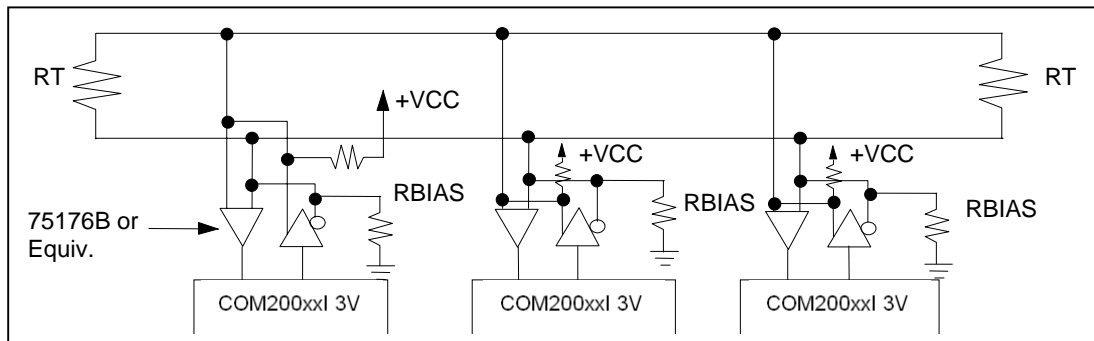 RT
RT
+VCC
+VCC
+VCC
RBIAS
RBIAS
RBIAS
75176B or
Equiv.
COM200xxI 3V
COM200xxI 3V
COM200xxI 3V